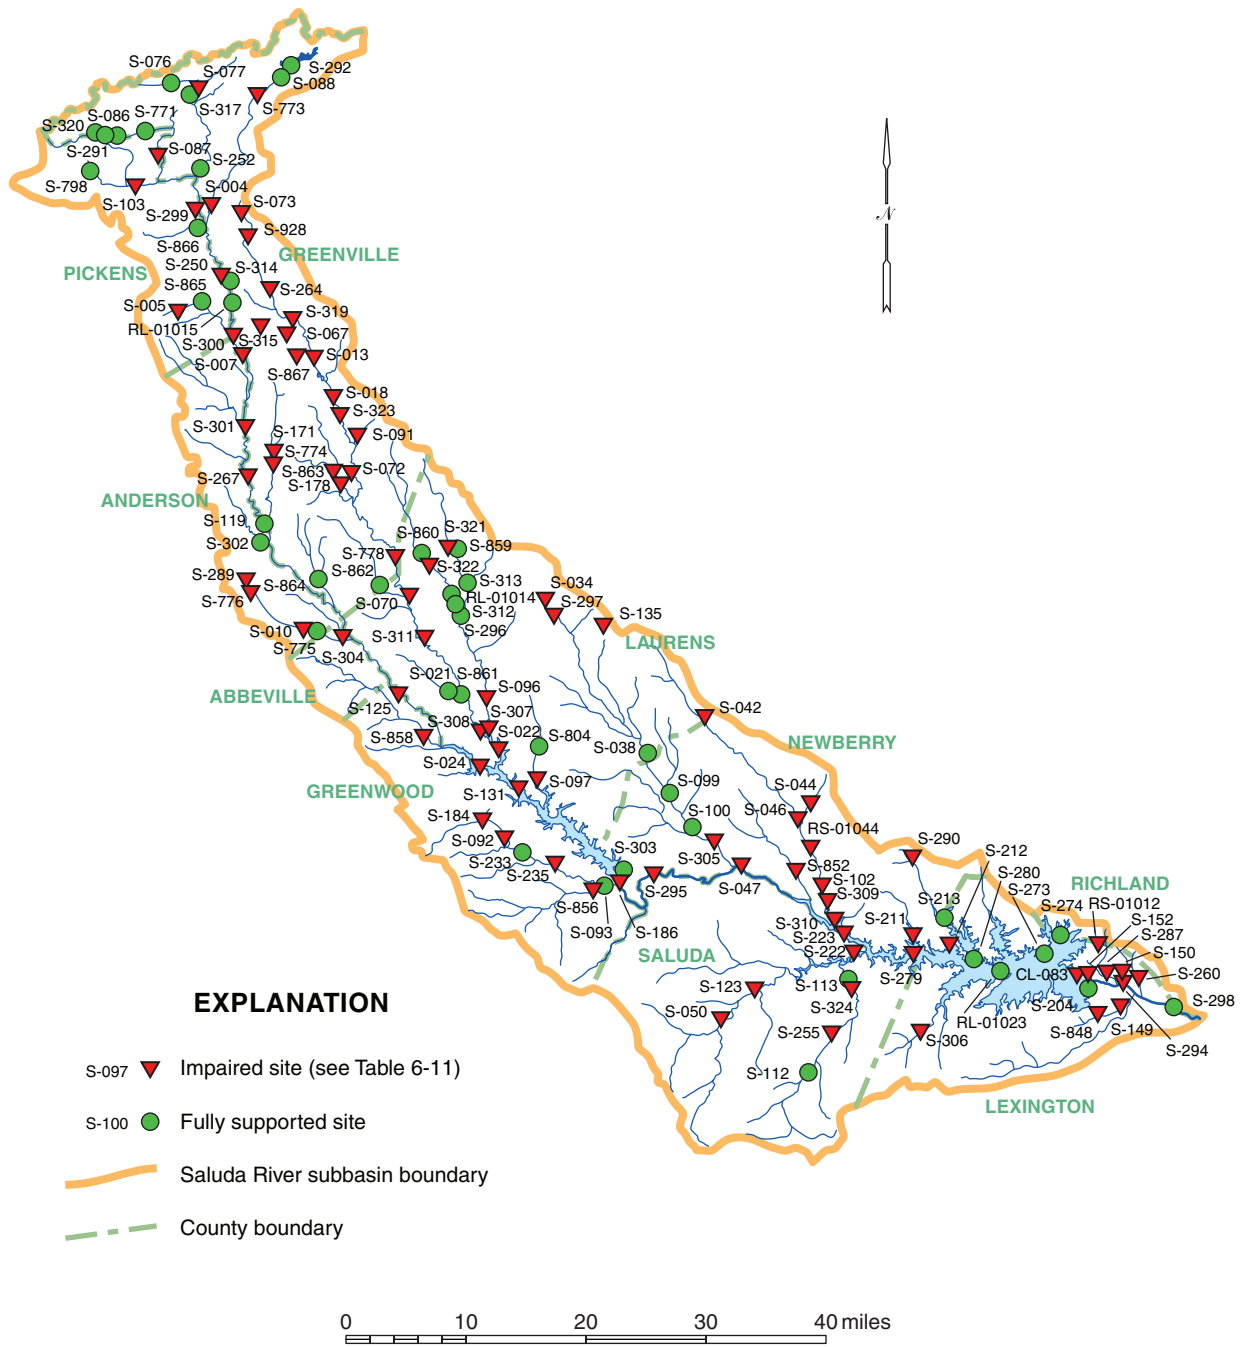 S-076
S-077
S-292
S-088
S-317
S-773
S-086
S-771
S-320
S-291
S-087
S-252
S-798
S-103
S-004
S-299
S-073
S-866
S-928
GREENVILLE
PICKENS
S-250
S-314
S-865
S-264
S-005
S-319
RL-01015
S-315
S-067
S-300
S-007
S-013
S-867
S-018
S-323
S-301
S-171
S-091
S-774
S-863
S-072
S-267
S-178
ANDERSON
S-119
S-302
S-860
S-321
S-859
S-778
S-322
S-862
S-289
S-864
S-313
S-034
S-776
S-070
RL-01014
S-297
S-312
S-135
S-010
S-296
S-775
S-311
S-304
LAURENS
S-021
S-861
S-096
ABBEVILLE
S-125
S-307
S-308
S-042
S-858
S-022
S-804
S-038
NEWBERRY
S-024
S-097
S-099
S-044
GREENWOOD
S-131
S-046
S-184
S-100
RS-01044
S-092
S-303
S-290
S-233
S-305
S-212
S-235
S-295
S-047
S-852
S-280
S-102
S-273
RICHLAND
S-856
S-309
S-213
S-274
RS-01012
S-093
S-186
S-310
S-211
S-152
S-223
S-287
SALUDA
S-222
S-150
S-279
CL-083
S-260
S-123
S-113
S-298
S-050
S-324
S-204
RL-01023
S-848
S-149
S-255
S-306
S-294
S-112
LEXINGTON
N
EXPLANATION
S-097 Impaired site (see Table 6-11)
S-100 Fully supported site
Saluda River subbasin boundary
County boundary
0 10 20 30 40 miles